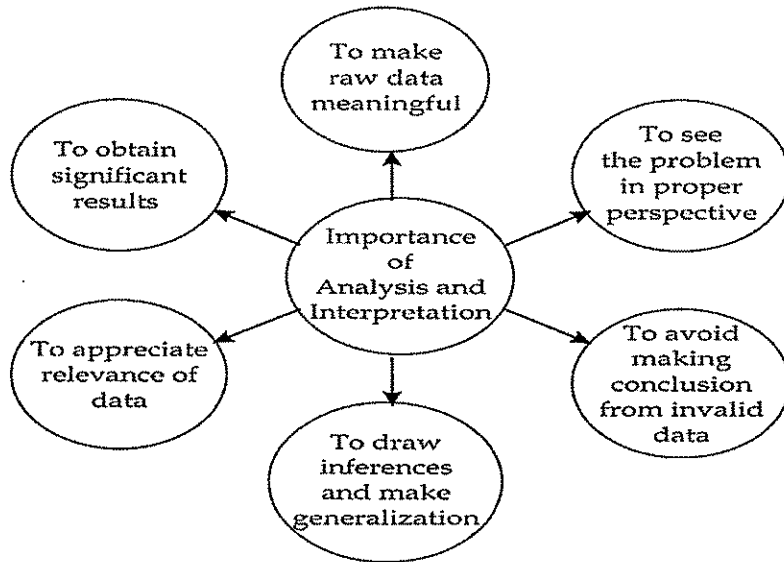 To make
raw data
meaningful
To obtain
significant
results
To see
the problem
in proper
perspective
Importance
of
Analysis and
Interpretation
To appreciate
relevance of
data
To avoid
making
conclusion
from invalid
data
To draw
inferences
and make
generalization